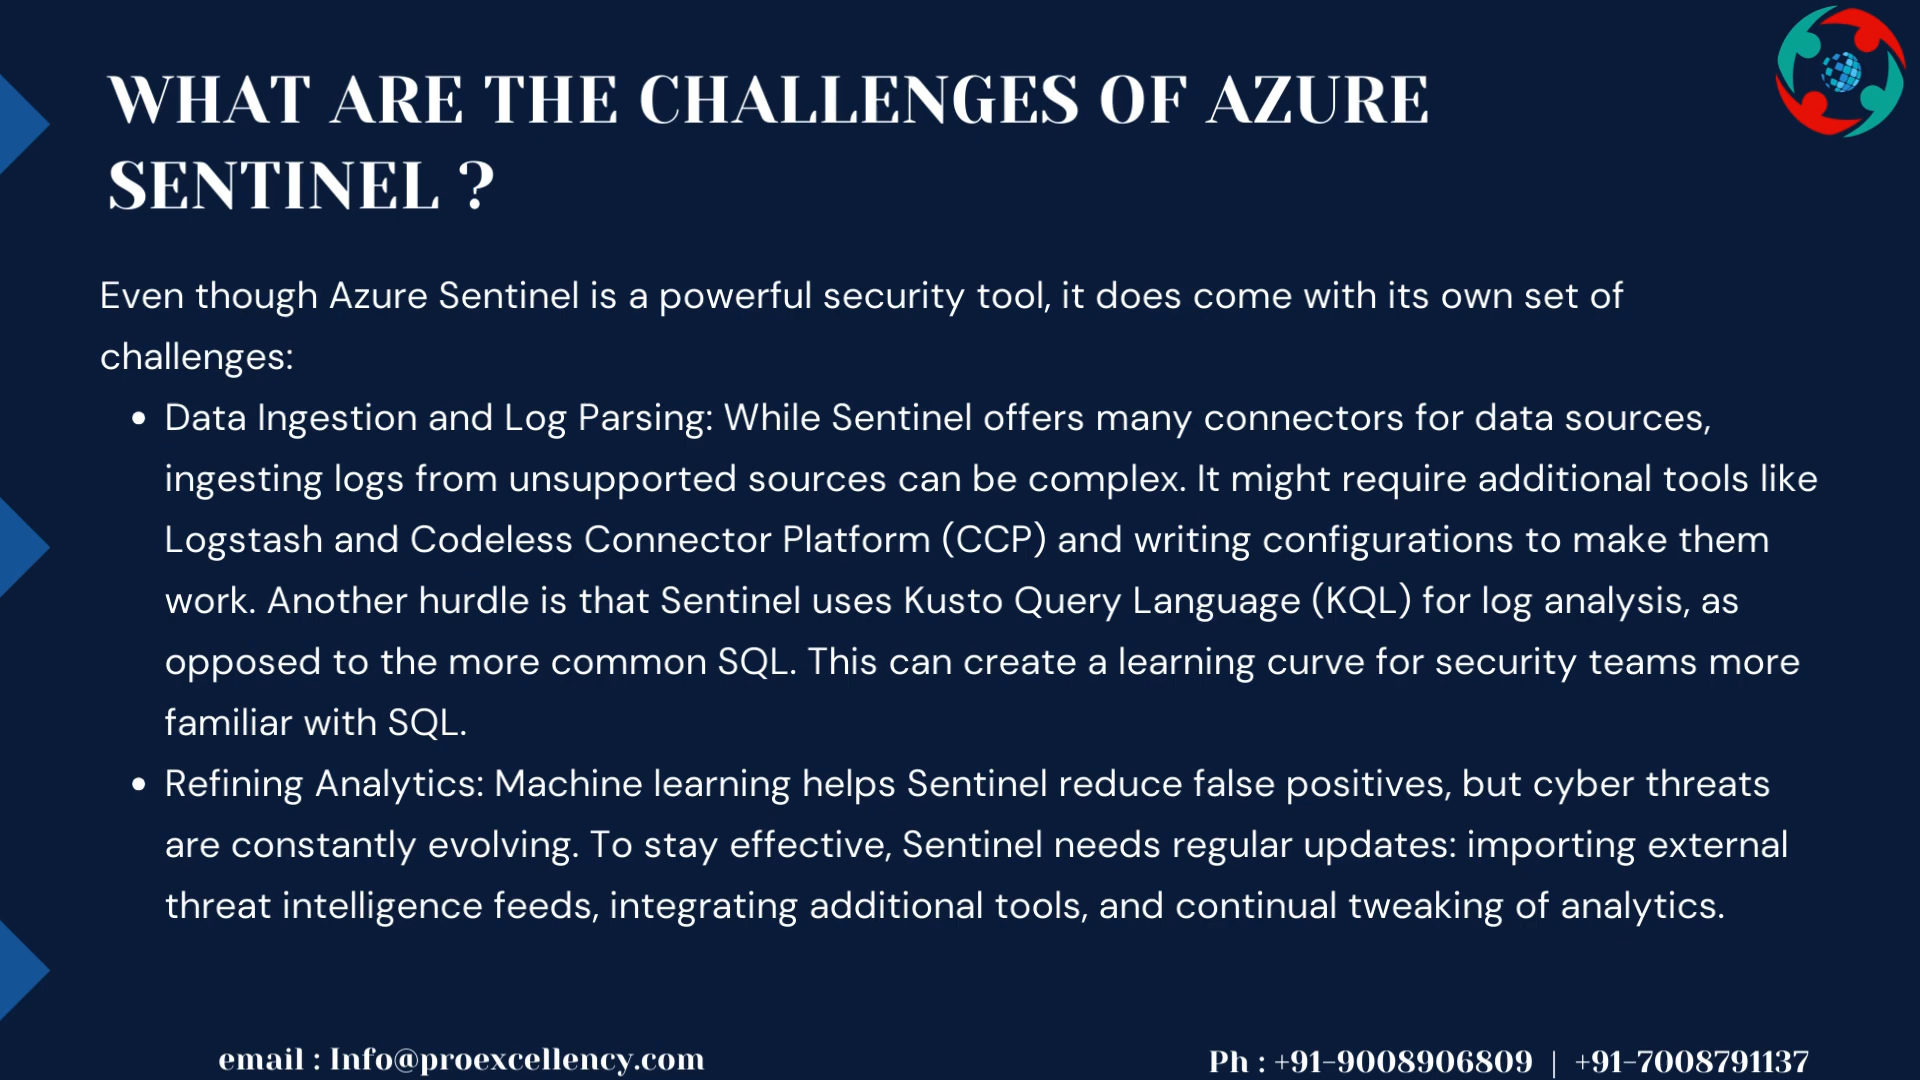 WHAT ARE THE CHALLENGES OF AZURE
SENTINEL ?
Even though Azure Sentinel is a powerful security tool, it does come with its own set of
challenges:
• Data Ingestion and Log Parsing: While Sentinel offers many connectors for data sources,
ingesting logs from unsupported sources can be complex. It might require additional tools like
Logstash and Codeless Connector Platform (CCP) and writing configurations to make them
work. Another hurdle is that Sentinel uses Kusto Query Language (KQL) for log analysis, as
opposed to the more common SQL. This can create a learning curve for security teams more
familiar with SQL.
• Refining Analytics: Machine learning helps Sentinel reduce false positives, but cyber threats
are constantly evolving. To stay effective, Sentinel needs regular updates: importing external
threat intelligence feeds, integrating additional tools, and continual tweaking of analytics.
email : Info@proexcellency.com
Ph : +91-9008906809 | +91-7008791137